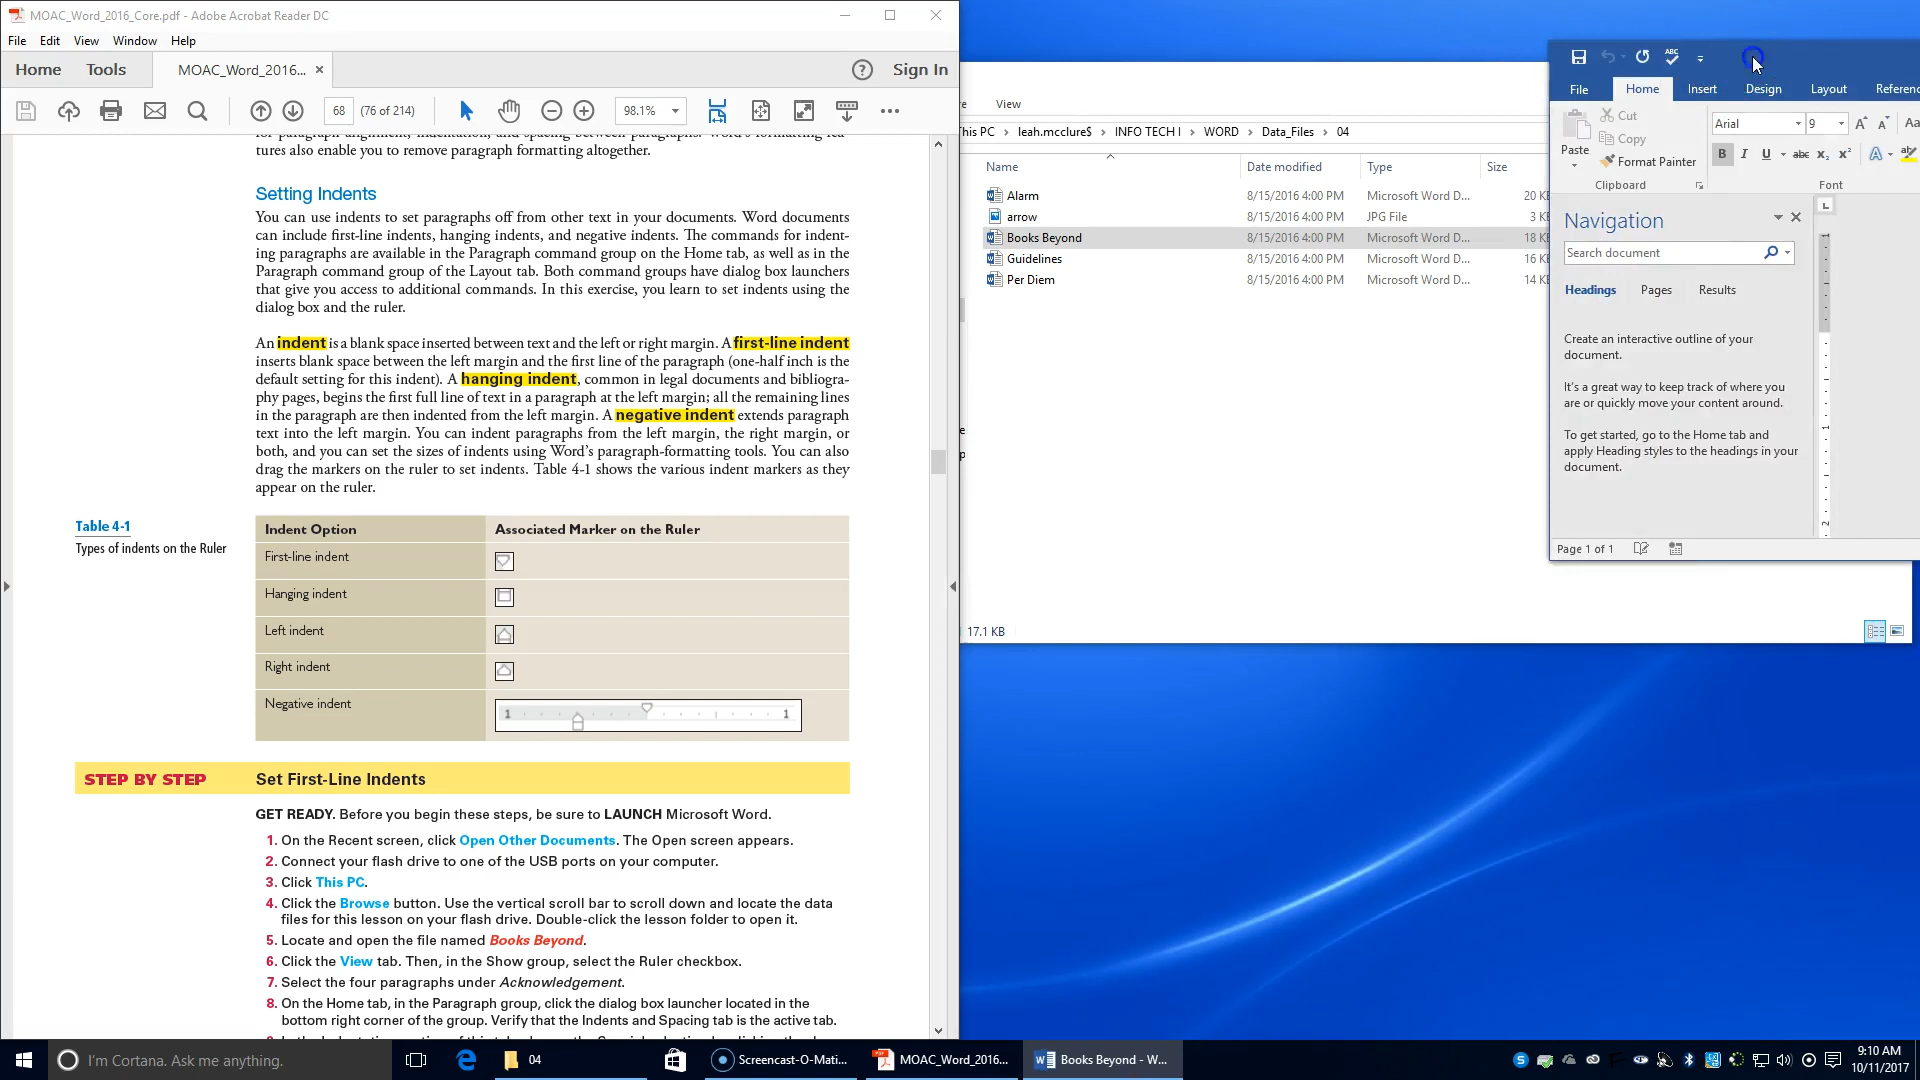 MOAC_Word_2016_Core.pdf - Adobe Acrobat Reader DC
File Edit View Window Help
Home Tools MOAC_Word_2016... × ? Sign In
68 (76 of 214) 98.1%
tures also enable you to remove paragraph formatting altogether.
Setting Indents
You can use indents to set paragraphs off from other text in your documents. Word documents
can include first-line indents, hanging indents, and negative indents. The commands for indent-
ing paragraphs are available in the Paragraph command group on the Home tab, as well as in the
Paragraph command group of the Layout tab. Both command groups have dialog box launchers
that give you access to additional commands. In this exercise, you learn to set indents using the
dialog box and the ruler.
An indent is a blank space inserted between text and the left or right margin. A first-line indent
inserts blank space between the left margin and the first line of the paragraph (one-half inch is the
default setting for this indent). A hanging indent, common in legal documents and bibliogra-
phy pages, begins the first full line of text in a paragraph at the left margin; all the remaining lines
in the paragraph are then indented from the left margin. A negative indent extends paragraph
text into the left margin. You can indent paragraphs from the left margin, the right margin, or
both, and you can set the sizes of indents using Word's paragraph-formatting tools. You can also
drag the markers on the ruler to set indents. Table 4-1 shows the various indent markers as they
appear on the ruler.
Table 4-1
Types of indents on the Ruler
Indent Option Associated Marker on the Ruler
First-line indent
Hanging indent
Left indent
Right indent
Negative indent
1 1
STEP BY STEP Set First-Line Indents
GET READY. Before you begin these steps, be sure to LAUNCH Microsoft Word.
1. On the Recent screen, click Open Other Documents. The Open screen appears.
2. Connect your flash drive to one of the USB ports on your computer.
3. Click This PC.
4. Click the Browse button. Use the vertical scroll bar to scroll down and locate the data
files for this lesson on your flash drive. Double-click the lesson folder to open it.
5. Locate and open the file named Books Beyond.
6. Click the View tab. Then, in the Show group, select the Ruler checkbox.
7. Select the four paragraphs under Acknowledgement.
8. On the Home tab, in the Paragraph group, click the dialog box launcher located in the
bottom right corner of the group. Verify that the Indents and Spacing tab is the active tab.
View
This PC > leah.mcclure$ > INFO TECH I > WORD > Data_Files > 04
Name Date modified Type Size
Alarm 8/15/2016 4:00 PM Microsoft Word D... 20 KB
arrow 8/15/2016 4:00 PM JPG File 3 KB
Books Beyond 8/15/2016 4:00 PM Microsoft Word D... 18 KB
Guidelines 8/15/2016 4:00 PM Microsoft Word D... 16 KB
Per Diem 8/15/2016 4:00 PM Microsoft Word D... 14 KB
17.1 KB
ABC
File Home Insert Design Layout Referenc
Paste
Cut
Copy
Format Painter
Clipboard
Arial 9 A A Aa
B I U abc X2 X2 A ab
Font
Navigation
Search document
Headings Pages Results
Create an interactive outline of your
document.
It's a great way to keep track of where you
are or quickly move your content around.
To get started, go to the Home tab and
apply Heading styles to the headings in your
document.
Page 1 of 1
1
1
2
I'm Cortana. Ask me anything.
04
Screencast-O-Mati...
MOAC_Word_2016...
Books Beyond - W...
9:10 AM
10/11/2017